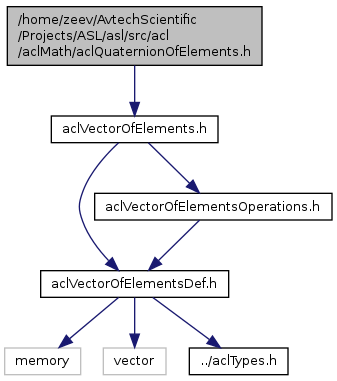 /home/zeev/AvtechScientific
/Projects/ASL/asl/src/acl
/aclMath/aclQuaternionOfElements.h
aclVectorOfElements.h
aclVectorOfElementsOperations.h
aclVectorOfElementsDef.h
memory
vector
../aclTypes.h